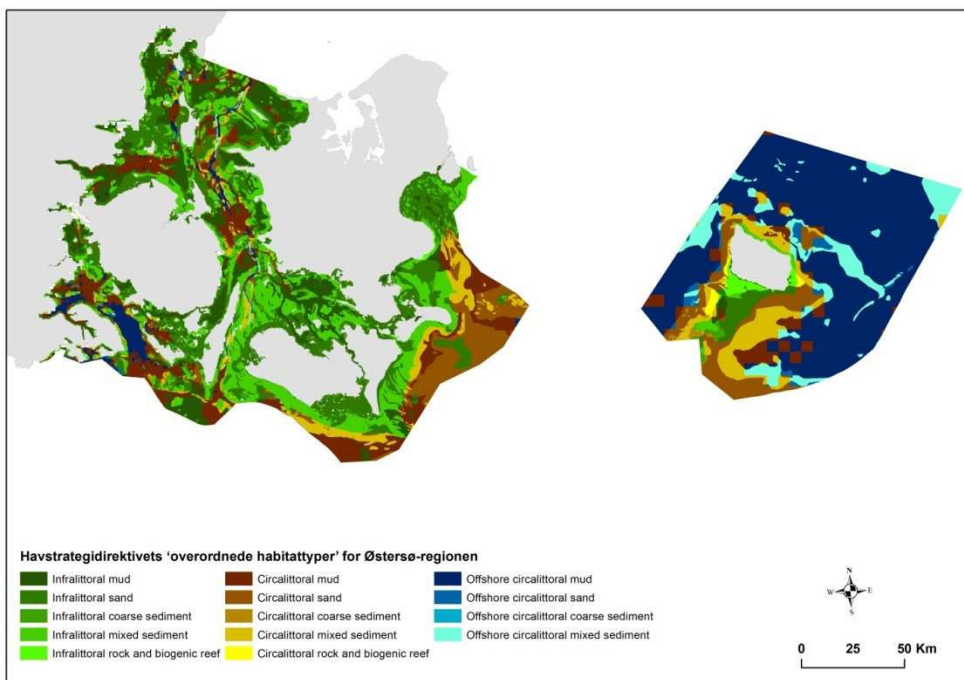 Havstrategidirektivets 'overordnede habitattyper' for Østersø-regionen
Infralittoral mud
Infralittoral sand
Infralittoral coarse sediment
Infralittoral mixed sediment
Infralittoral rock and biogenic reef
Circalittoral mud
Circalittoral sand
Circalittoral coarse sediment
Circalittoral mixed sediment
Circalittoral rock and biogenic reef
Offshore circalittoral mud
Offshore circalittoral sand
Offshore circalittoral coarse sediment
Offshore circalittoral mixed sediment
N
W E
S
0 25 50 Km